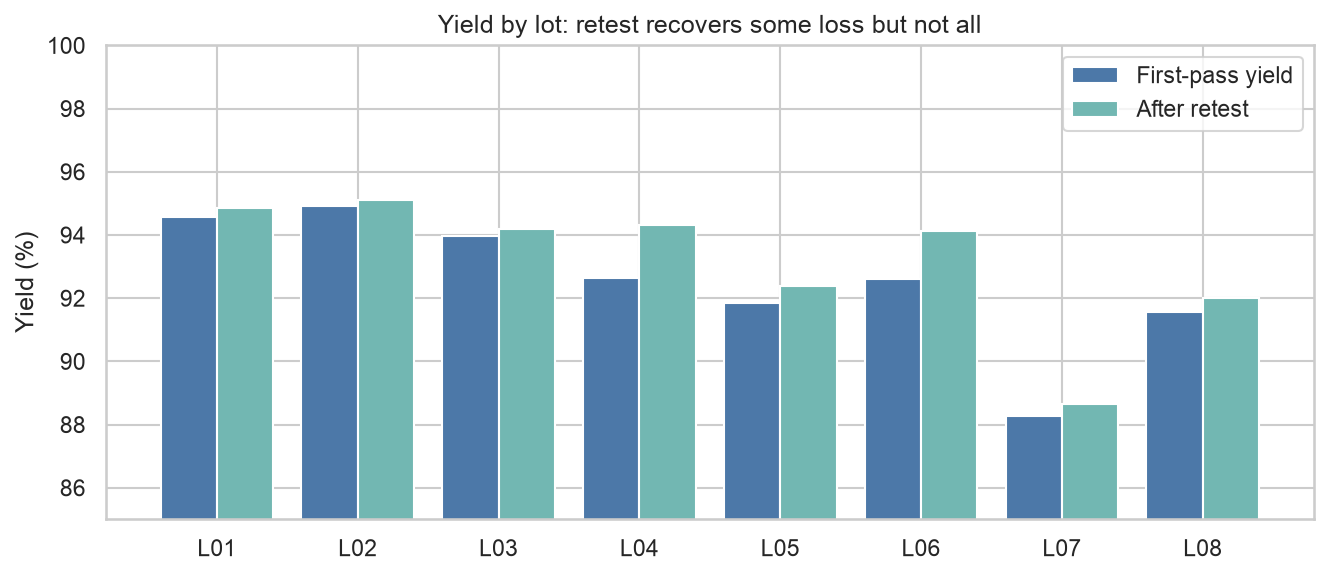 Yield by lot: retest recovers some loss but not all
100
98
96
94
92
90
88
86
Yield (%)
First-pass yield
After retest
L01 L02 L03 L04 L05 L06 L07 L08